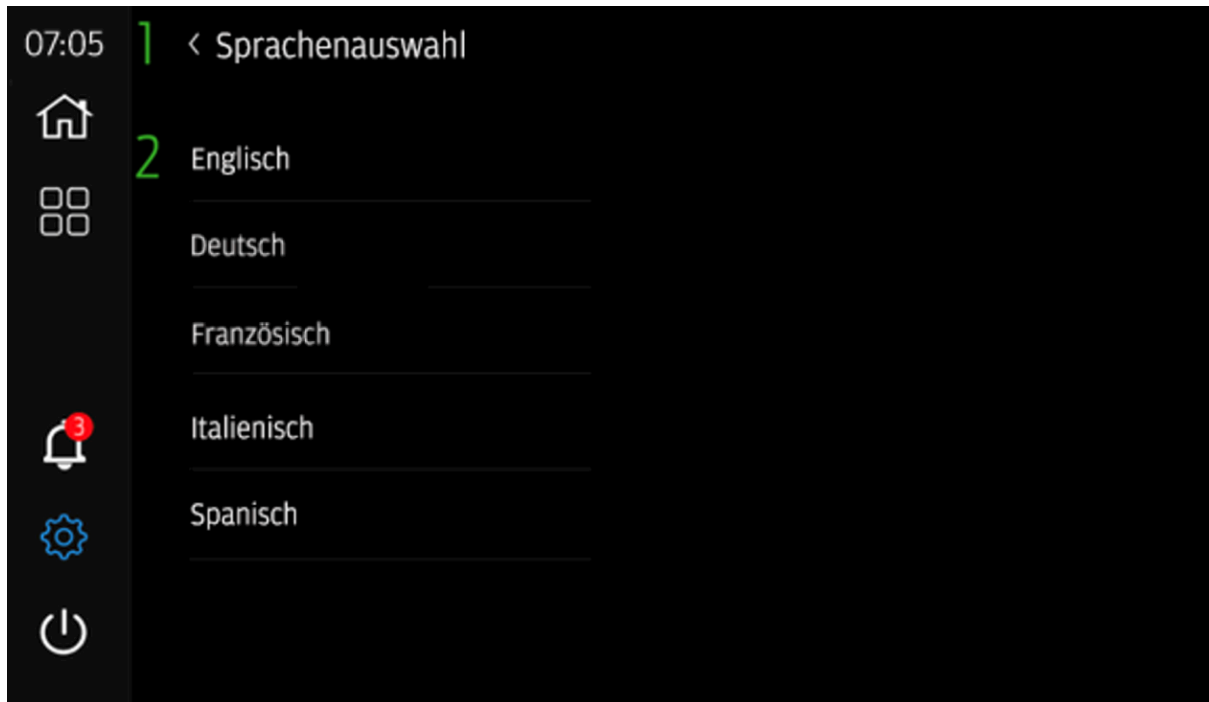 07:05
1 < Sprachenauswahl
2 Englisch
Deutsch
Französisch
Italienisch
3
Spanisch